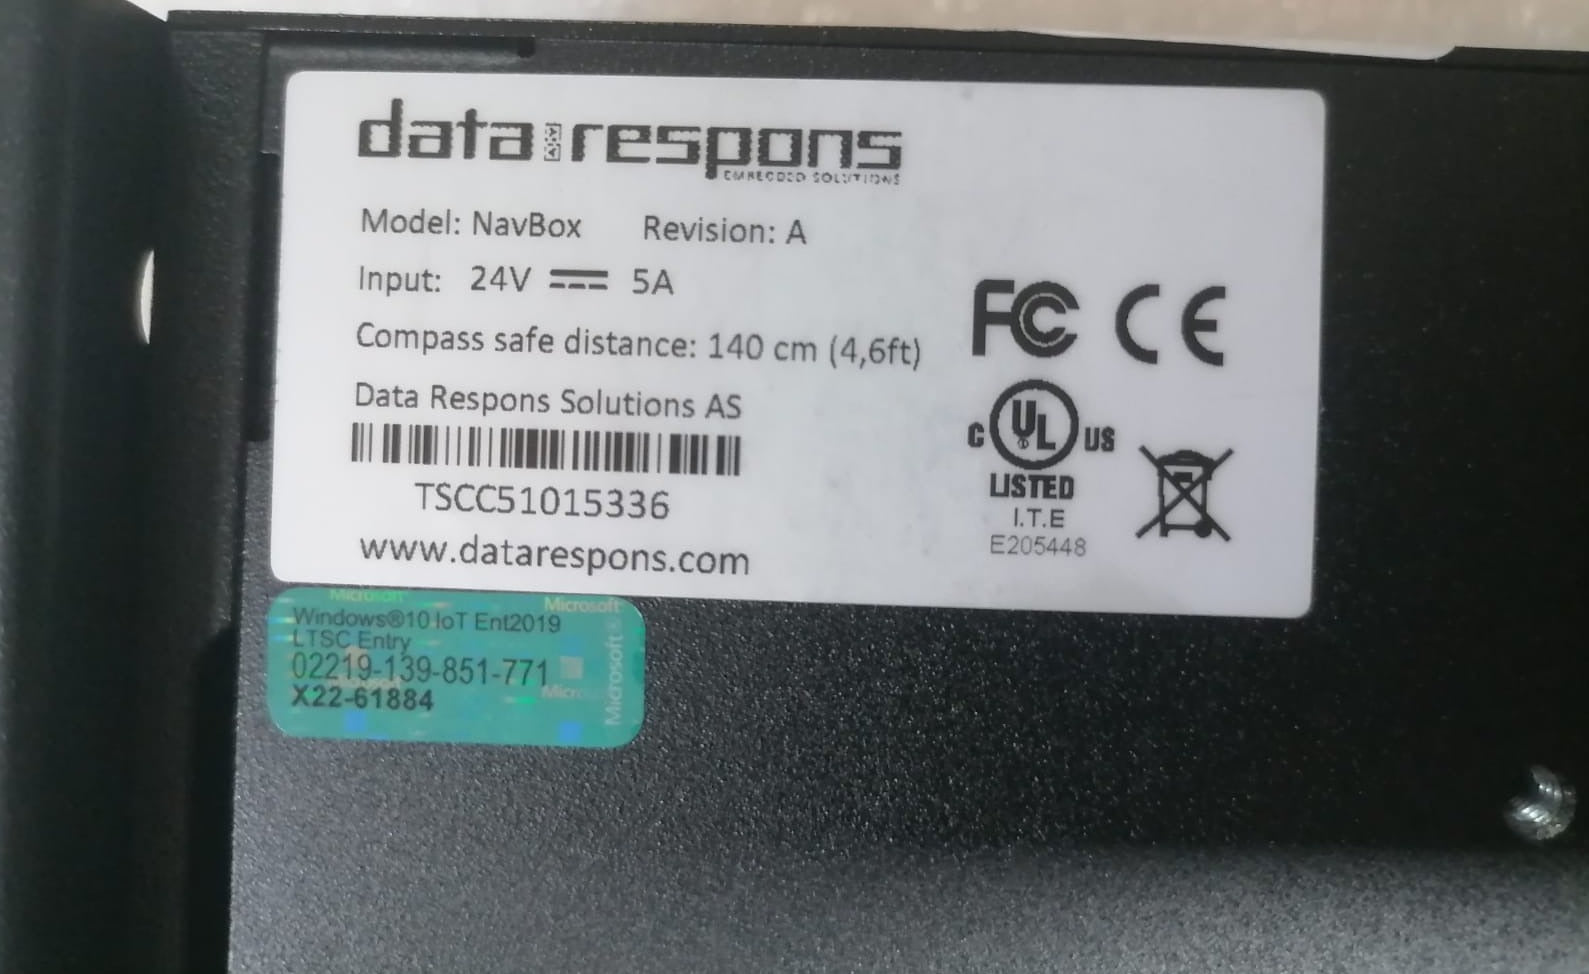 data respons
EMBEDDED SOLUTIONS
Model: NavBox Revision: A
Input: 24V 5A
Compass safe distance: 140 cm (4,6ft)
Data Respons Solutions AS
TSCC51015336
www.datarespons.com
FC CE
C UL US
LISTED
I.T.E
E205448
Microsoft
Microsoft
Windows®10 IoT Ent2019
LTSC Entry
02219-139-851-771
X22-61884
Microsoft